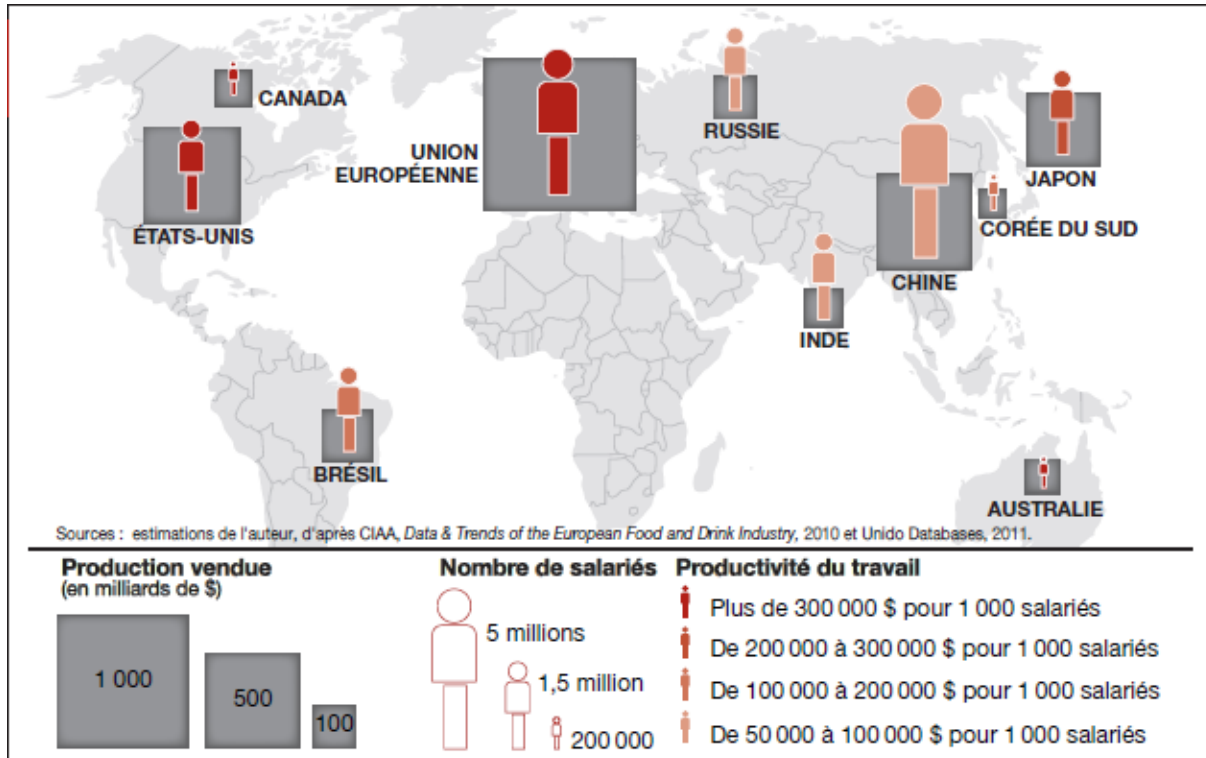 CANADA
UNION
EUROPÉENNE
RUSSIE
JAPON
ÉTATS-UNIS
CORÉE DU SUD
CHINE
INDE
BRÉSIL
AUSTRALIE
Sources : estimations de l'auteur, d'après CIAA, Data & Trends of the European Food and Drink Industry, 2010 et Unido Databases, 2011.
Production vendue
(en milliards de $)
1 000
500
100
Nombre de salariés
5 millions
1,5 million
200 000
Productivité du travail
Plus de 300 000 $ pour 1 000 salariés
De 200 000 à 300 000 $ pour 1 000 salariés
De 100 000 à 200 000 $ pour 1 000 salariés
De 50 000 à 100 000 $ pour 1 000 salariés